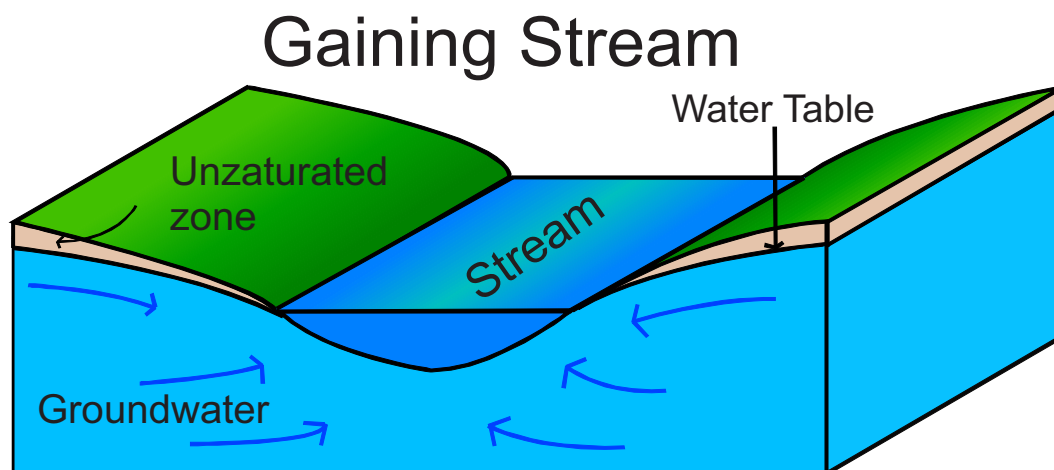 Gaining Stream
Water Table
Unzaturated
zone
Stream
Groundwater